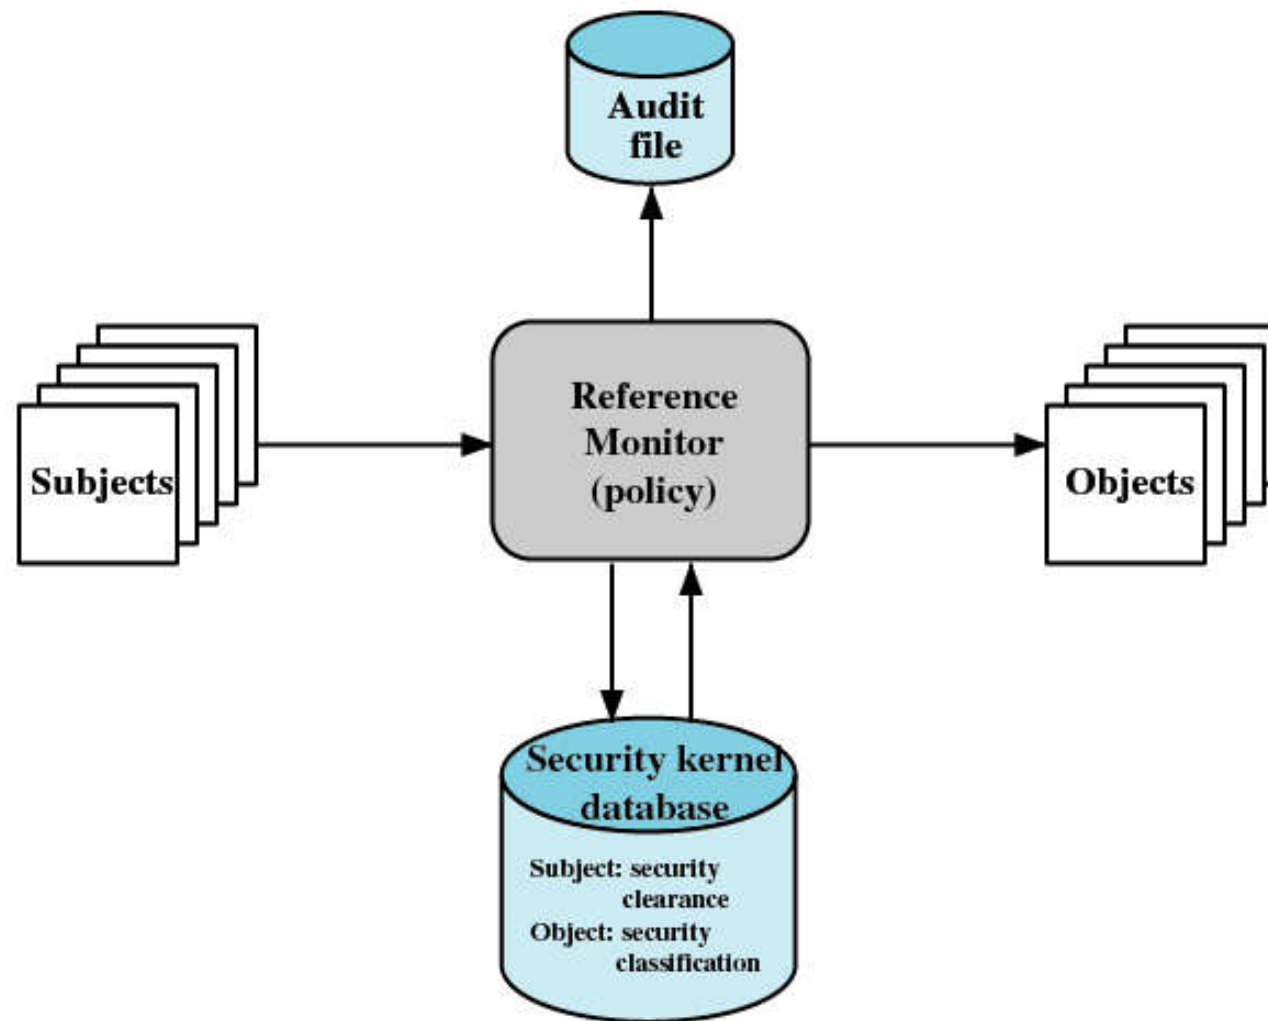 Audit
file
Reference
Monitor
(policy)
Subjects
Objects
Security kernel
database
Subject: security
clearance
Object: security
classification